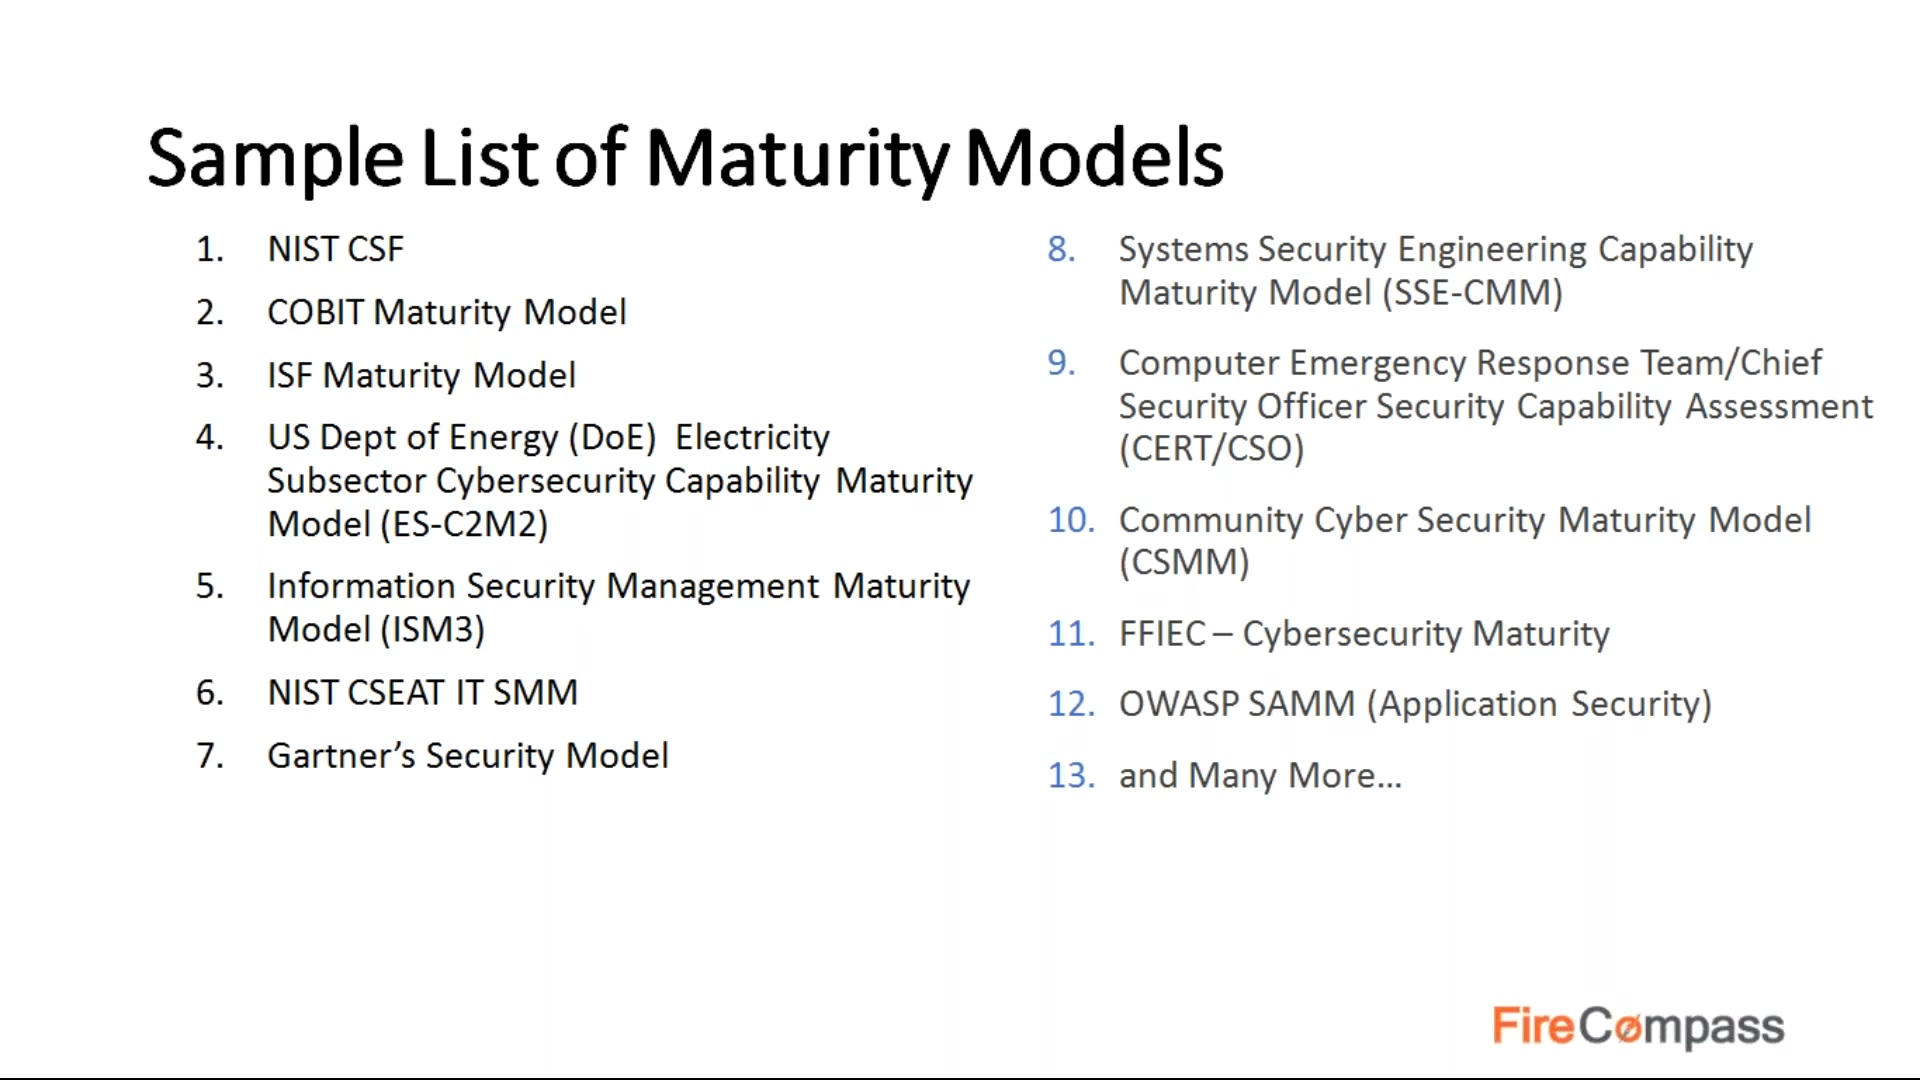 Sample List of Maturity Models
1. NIST CSF
2. COBIT Maturity Model
3. ISF Maturity Model
4. US Dept of Energy (DoE) Electricity
Subsector Cybersecurity Capability Maturity
Model (ES-C2M2)
5. Information Security Management Maturity
Model (ISM3)
6. NIST CSEAT IT SMM
7. Gartner’s Security Model
8. Systems Security Engineering Capability
Maturity Model (SSE-CMM)
9. Computer Emergency Response Team/Chief
Security Officer Security Capability Assessment
(CERT/CSO)
10. Community Cyber Security Maturity Model
(CSMM)
11. FFIEC – Cybersecurity Maturity
12. OWASP SAMM (Application Security)
13. and Many More…
FireCompass